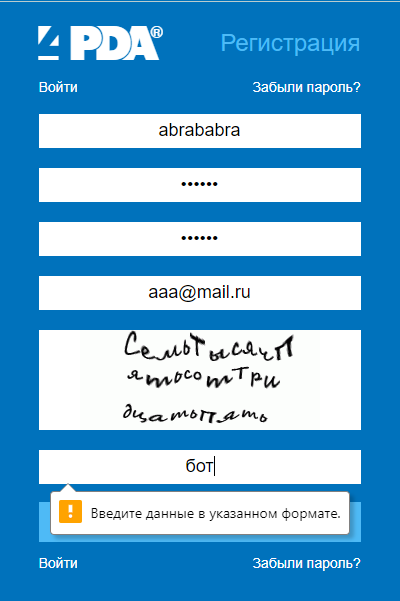 4PDA®
Регистрация
Войти
Забыли пароль?
abrababra
••••••
••••••
aaa@mail.ru
СемьТысячП
ятьсотТри
дцатьПять
бот
Введите данные в указанном формате.
Войти
Забыли пароль?